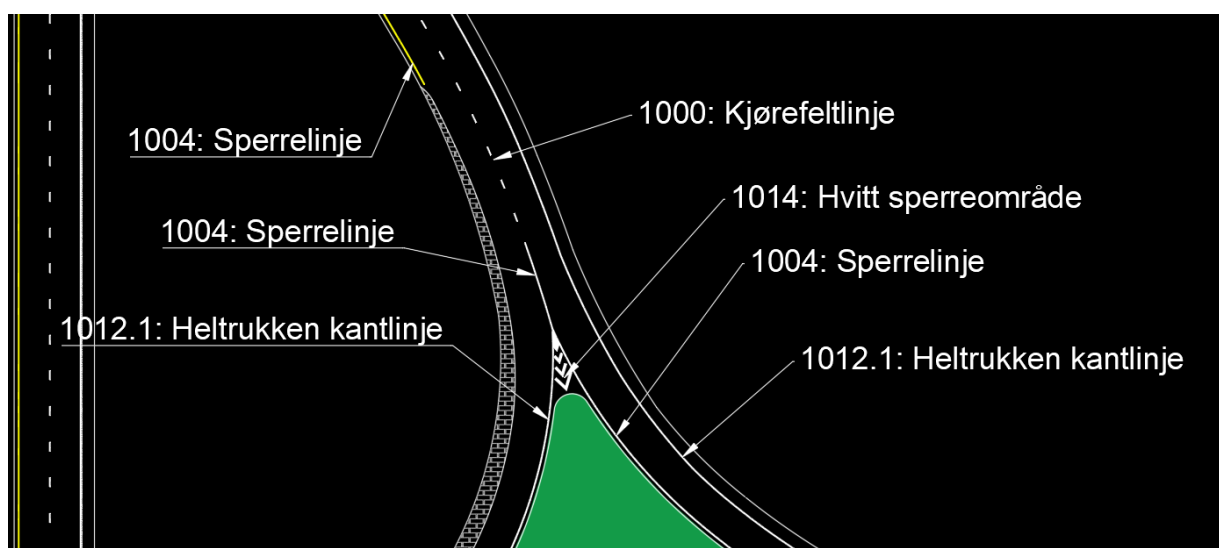 1000: Kjørefeltlinje
1004: Sperrelinje
1014: Hvitt sperreområde
1004: Sperrelinje
1004: Sperrelinje
1012.1: Heltrukken kantlinje
1012.1: Heltrukken kantlinje